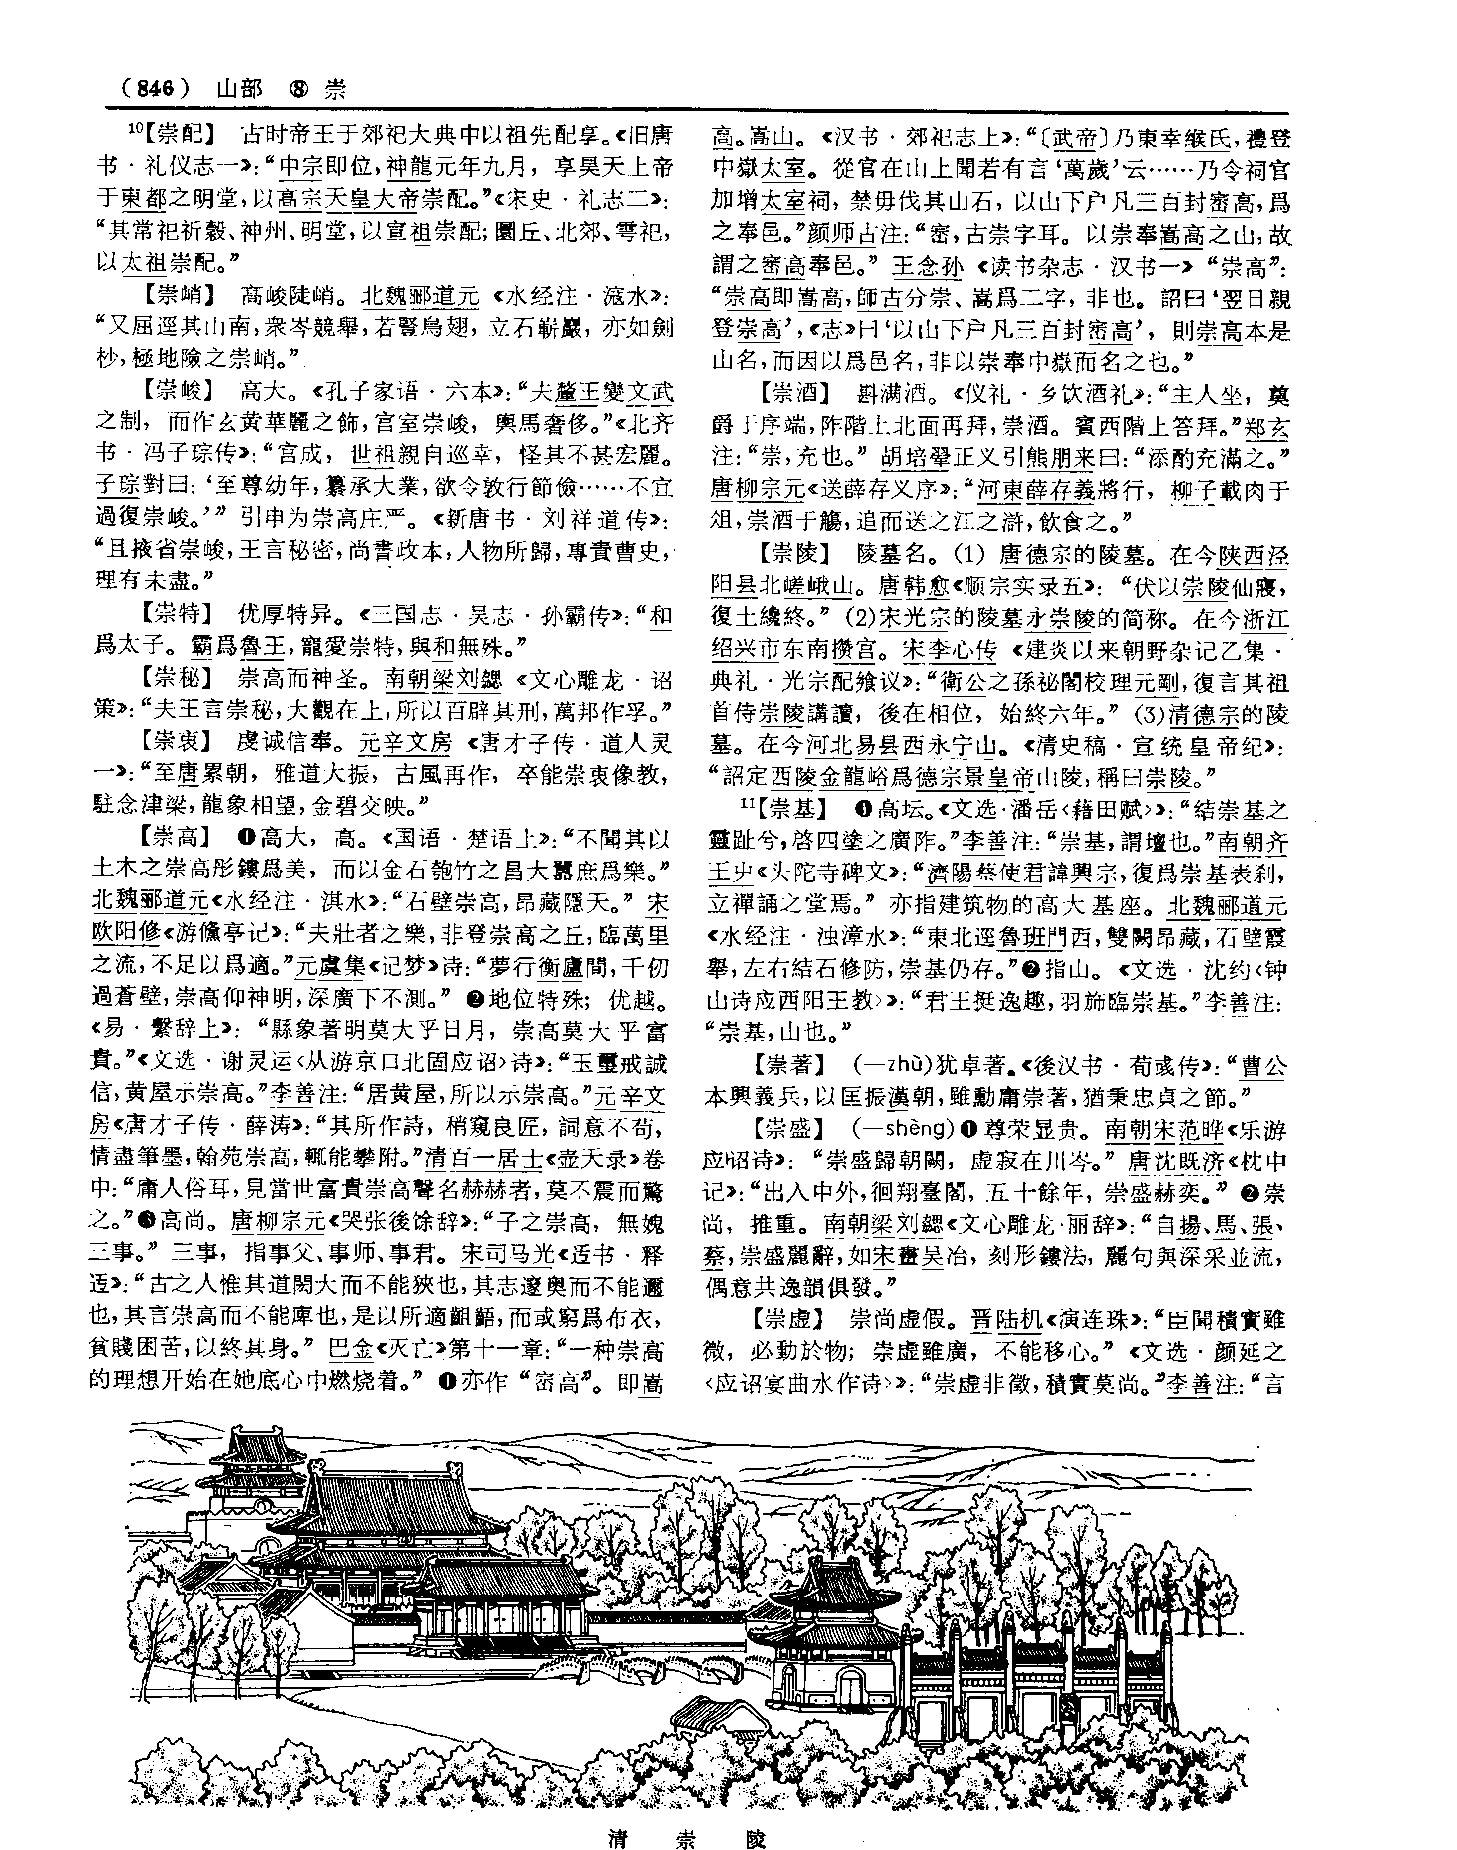 （846） 山部 ⑧ 崇
10【崇配】 古时帝王于郊祀大典中以祖先配享。《旧唐
书·礼仪志一》：“中宗即位，神龍元年九月，享昊天上帝
于東都之明堂，以高宗天皇大帝崇配。”《宋史·礼志二》：
“其常祀祈穀、神州、明堂，以宣祖崇配；圜丘、北郊、雩祀，
以太祖崇配。”
【崇峭】 高峻陡峭。北魏郦道元《水经注·滱水》：
“又屈逕其山南，衆岑競舉，若豎鳥翅，立石嶄巖，亦如劍
杪，極地險之崇峭。”
【崇峻】 高大。《孔子家语·六本》：“夫釐王變文武
之制，而作玄黃華麗之飾，宫室崇峻，輿馬奢侈。”《北齐
书·冯子琮传》：“宫成，世祖親自巡幸，怪其不甚宏麗。
子琮對曰：‘至尊幼年，纂承大業，欲令敦行節儉……不宜
過復崇峻。’”引申为崇高庄严。《新唐书·刘祥道传》：
“且掖省崇峻，王言秘密，尚書政本，人物所歸，專責曹史，
理有未盡。”
【崇特】 优厚特异。《三国志·吴志·孙霸传》：“和
爲太子。霸爲魯王，寵愛崇特，與和無殊。”
【崇秘】 崇高而神圣。南朝梁刘勰《文心雕龙·诏
策》：“夫王言崇秘，大觀在上，所以百辟其刑，萬邦作孚。”
【崇衷】 虔诚信奉。元辛文房《唐才子传·道人灵
一》：“至唐累朝，雅道大振，古風再作，卒能崇衷像教，
駐念津梁，龍象相望，金碧交映。”
【崇高】 ❶高大，高。《国语·楚语上》：“不聞其以
土木之崇高彤鏤爲美，而以金石匏竹之昌大囂庶爲樂。”
北魏郦道元《水经注·淇水》：“石壁崇高，昂藏隱天。”宋
欧阳修《游儵亭记》：“夫壯者之樂，非登崇高之丘，臨萬里
之流，不足以爲適。”元虞集《记梦》诗：“夢行衡廬間，千仞
過蒼壁，崇高仰神明，深廣下不測。”❷地位特殊；优越。
《易·繫辞上》：“縣象著明莫大乎日月，崇高莫大乎富
貴。”《文选·谢灵运〈从游京口北固应诏〉诗》：“玉璽戒誠
信，黄屋示崇高。”李善注：“居黄屋，所以示崇高。”元辛文
房《唐才子传·薛涛》：“其所作詩，稍窺良匠，詞意不苟，
情盡筆墨，翰苑崇高，輒能攀附。”清百一居士《壶天录》卷
中：“庸人俗耳，見當世富貴崇高聲名赫赫者，莫不震而驚
之。”❸高尚。唐柳宗元《哭张後馀辞》：“子之崇高，無媿
三事。”三事，指事父、事师、事君。宋司马光《迃书·释
迃》：“古之人惟其道閎大而不能狹也，其志邃奥而不能邇
也，其言崇高而不能庳也，是以所適齟齬，而或窮爲布衣，
貧賤困苦，以終其身。”巴金《灭亡》第十一章：“一种崇高
的理想开始在她底心中燃烧着。”❹亦作“崈高”。即嵩
高。嵩山。《汉书·郊祀志上》：“〔武帝〕乃東幸緱氏，禮登
中嶽太室。從官在山上聞若有言‘萬歲’云……乃令祠官
加增太室祠，禁毋伐其山石，以山下户凡三百封崈高，爲
之奉邑。”颜师古注：“崈，古崇字耳。以崇奉嵩高之山，故
謂之崈高奉邑。”王念孙《读书杂志·汉书一》“崇高”：
“崇高即嵩高，師古分崇、嵩爲二字，非也。詔曰‘翌日親
登崇高’，《志》曰‘以山下户凡三百封崈高’，則崇高本是
山名，而因以爲邑名，非以崇奉中嶽而名之也。”
【崇酒】 斟满酒。《仪礼·乡饮酒礼》：“主人坐，奠
爵于序端，阼階上北面再拜，崇酒。賓西階上答拜。”郑玄
注：“崇，充也。”胡培翬正义引熊朋来曰：“添酌充滿之。”
唐柳宗元《送薛存义序》：“河東薛存義將行，柳子載肉于
俎，崇酒于觴，追而送之江之滸，飲食之。”
【崇陵】 陵墓名。(1) 唐德宗的陵墓。在今陕西泾
阳县北嵯峨山。唐韩愈《顺宗实录五》：“伏以崇陵仙寢，
復土纔終。”(2)宋光宗的陵墓永崇陵的简称。在今浙江
绍兴市东南攒宫。宋李心传《建炎以来朝野杂记乙集·
典礼·光宗配飨议》：“衛公之孫祕閣校理元剛，復言其祖
首侍崇陵講讀，後在相位，始終六年。”(3)清德宗的陵
墓。在今河北易县西永宁山。《清史稿·宣统皇帝纪》：
“詔定西陵金龍峪爲德宗景皇帝山陵，稱曰崇陵。”
11【崇基】 ❶高坛。《文选·潘岳〈藉田赋〉》：“結崇基之
靈趾兮，啓四塗之廣阼。”李善注：“崇基，謂壇也。”南朝齐
王屮《头陀寺碑文》：“濟陽蔡使君諱興宗，復爲崇基表刹，
立禪誦之堂焉。”亦指建筑物的高大基座。北魏郦道元
《水经注·浊漳水》：“東北逕魯班門西，雙闕昂藏，石壁霞
舉，左右結石修防，崇基仍存。”❷指山。《文选·沈约〈钟
山诗应西阳王教〉》：“君王挺逸趣，羽斾臨崇基。”李善注：
“崇基，山也。”
【崇著】 (—zhù)犹卓著。《後汉书·荀彧传》：“曹公
本興義兵，以匡振漢朝，雖勳庸崇著，猶秉忠貞之節。”
【崇盛】 (—shèng)❶尊荣显贵。南朝宋范晔《乐游
应诏诗》：“崇盛歸朝闕，虚寂在川岑。”唐沈既济《枕中
记》：“出入中外，徊翔臺閣，五十餘年，崇盛赫奕。”❷崇
尚，推重。南朝梁刘勰《文心雕龙·丽辞》：“自揚、馬、張、
蔡，崇盛麗辭，如宋畫吴冶，刻形鏤法，麗句與深采並流，
偶意共逸韻俱發。”
【崇虚】 崇尚虚假。晋陆机《演连珠》：“臣聞積實雖
微，必動於物；崇虚雖廣，不能移心。”《文选·颜延之
〈应诏宴曲水作诗〉》：“崇虚非徵，積實莫尚。”李善注：“言
清崇陵